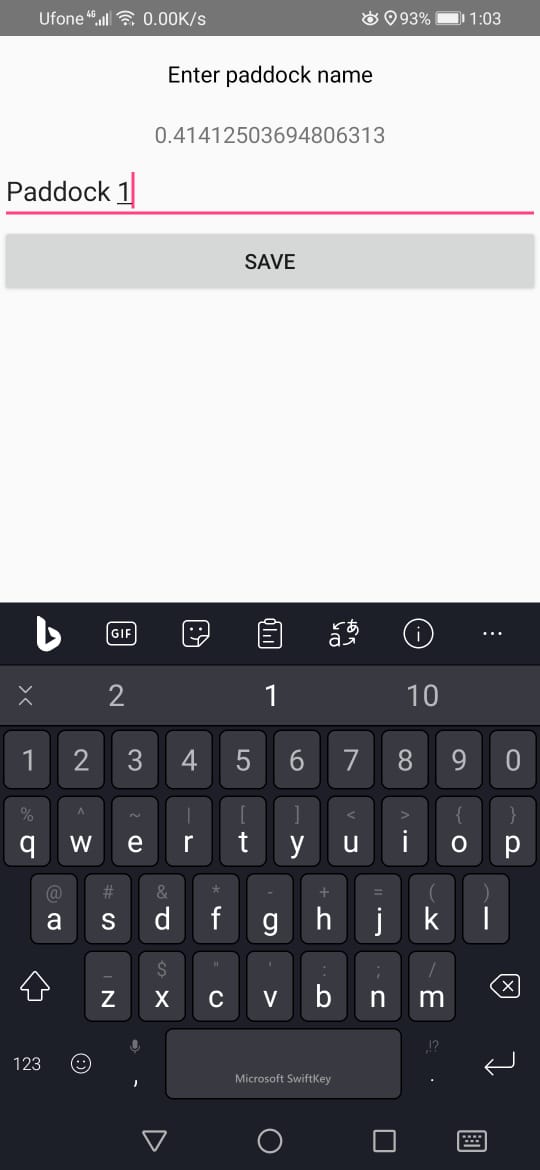 Ufone 4G 0.00K/s 93% 1:03
Enter paddock name
0.41412503694806313
Paddock 1
SAVE
GIF
2 1 10
1 2 3 4 5 6 7 8 9 0
% ^ ~ | [ ] < > { }
q w e r t y u i o p
@ # & * - + = ( )
a s d f g h j k l
_ $ " ' : ; /
z x c v b n m
,!?
123 , Microsoft SwiftKey .